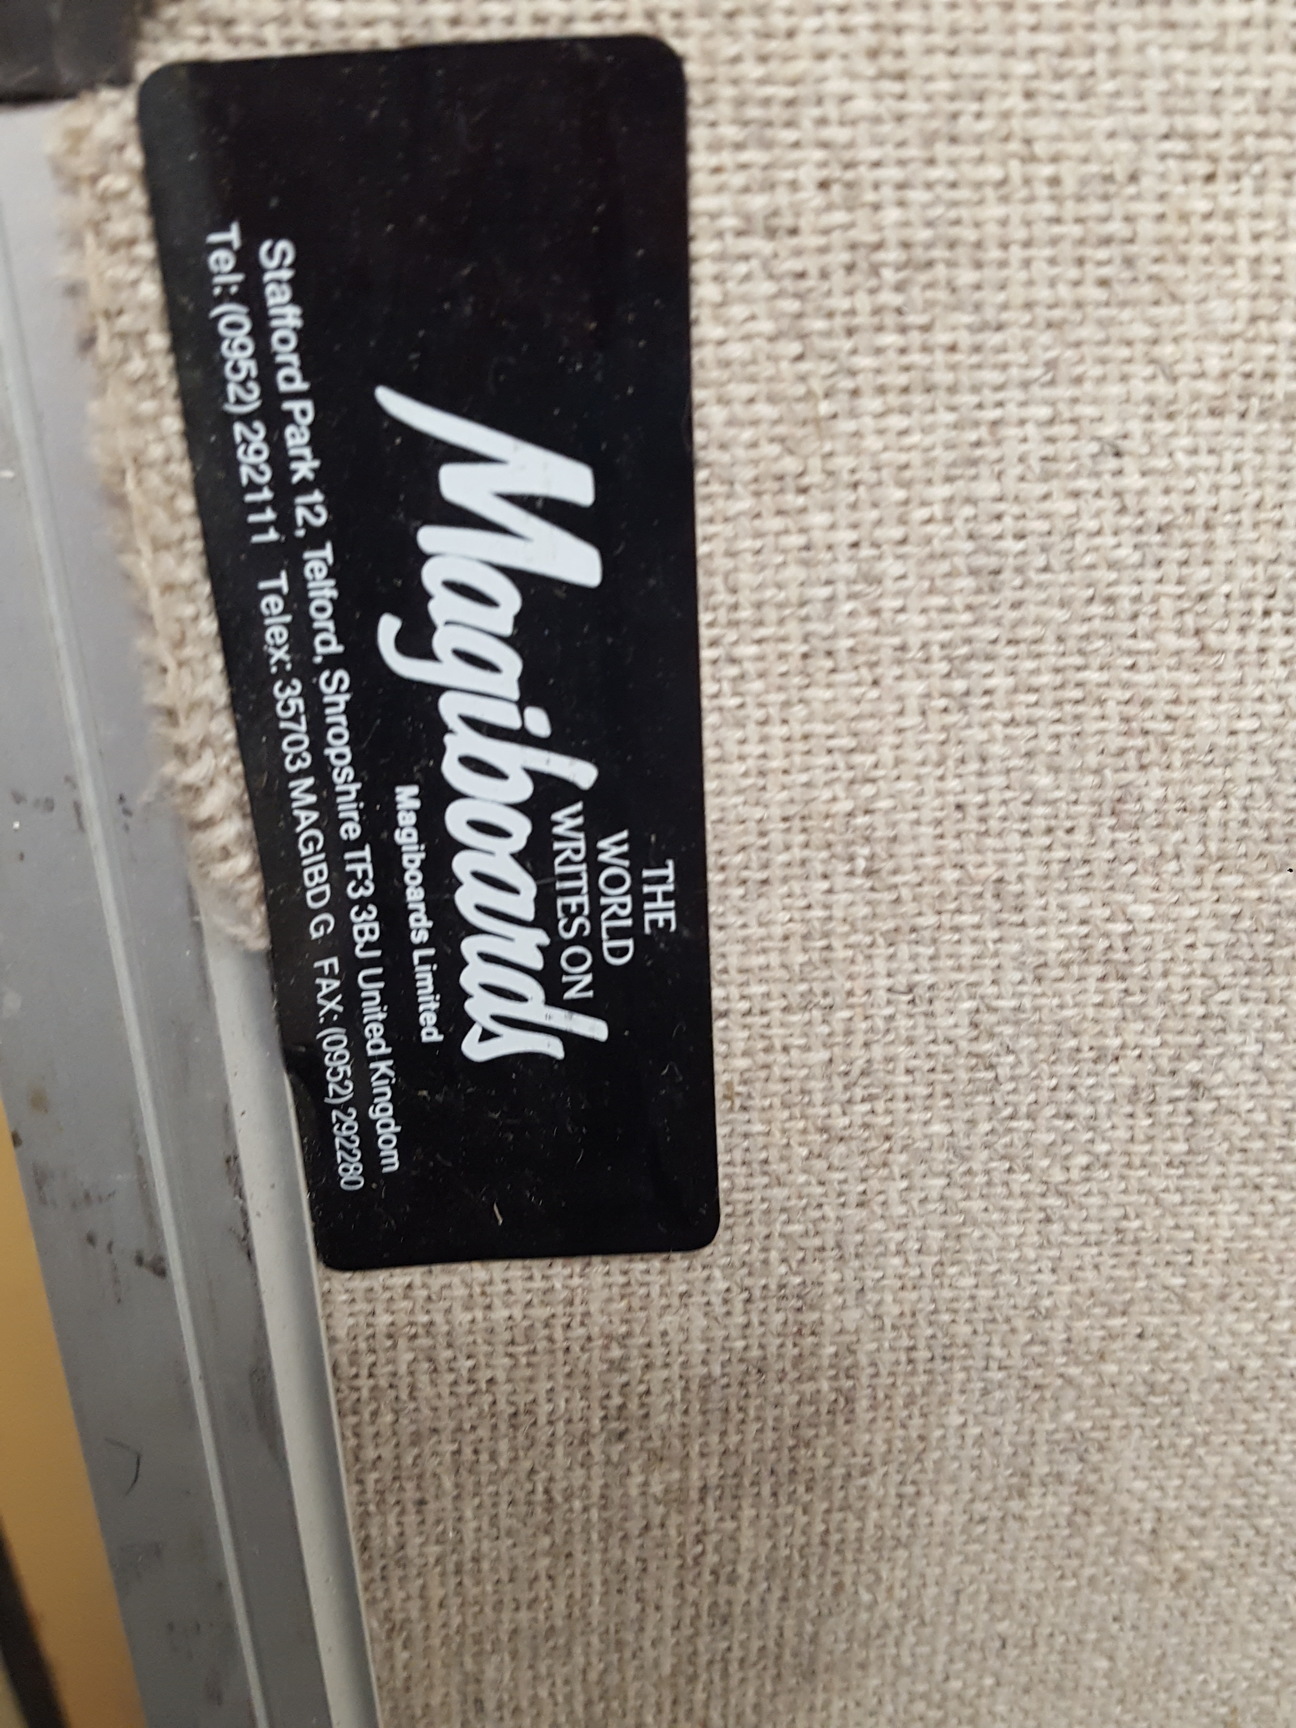 THE
WORLD
WRITES ON
Magiboards
Magiboards Limited
Stafford Park 12, Telford, Shropshire TF3 3BJ United Kingdom
Tel: (0952) 292111 Telex: 35703 MAGIBD G FAX: (0952) 292280